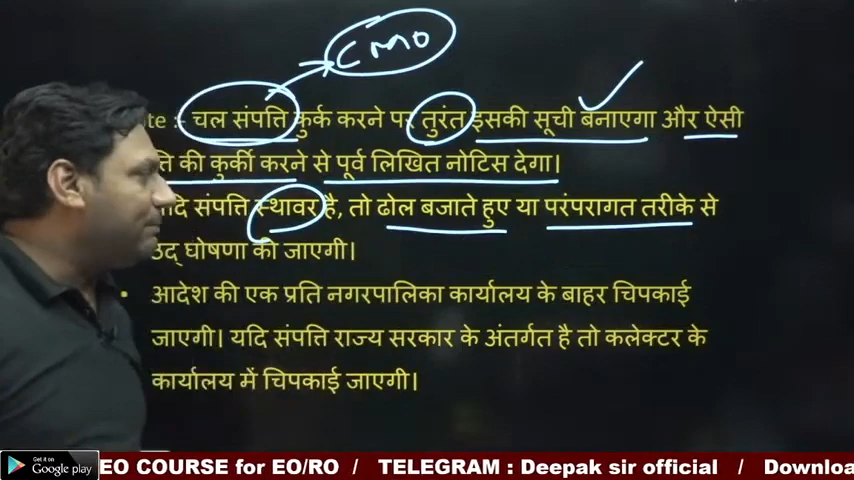 CMO
te :- चल संपत्ति कुर्क करने पर तुरंत इसकी सूची बनाएगा और ऐसी
की कुर्की करने से पूर्व लिखित नोटिस देगा।
संपत्ति स्थावर है, तो ढोल बजाते हुए या परंपरागत तरीके से
उद् घोषणा की जाएगी।
• आदेश की एक प्रति नगरपालिका कार्यालय के बाहर चिपकाई
जाएगी। यदि संपत्ति राज्य सरकार के अंतर्गत है तो कलेक्टर के
कार्यालय में चिपकाई जाएगी।
Get it on
Google play
EO COURSE for EO/RO / TELEGRAM : Deepak sir official / Downloa